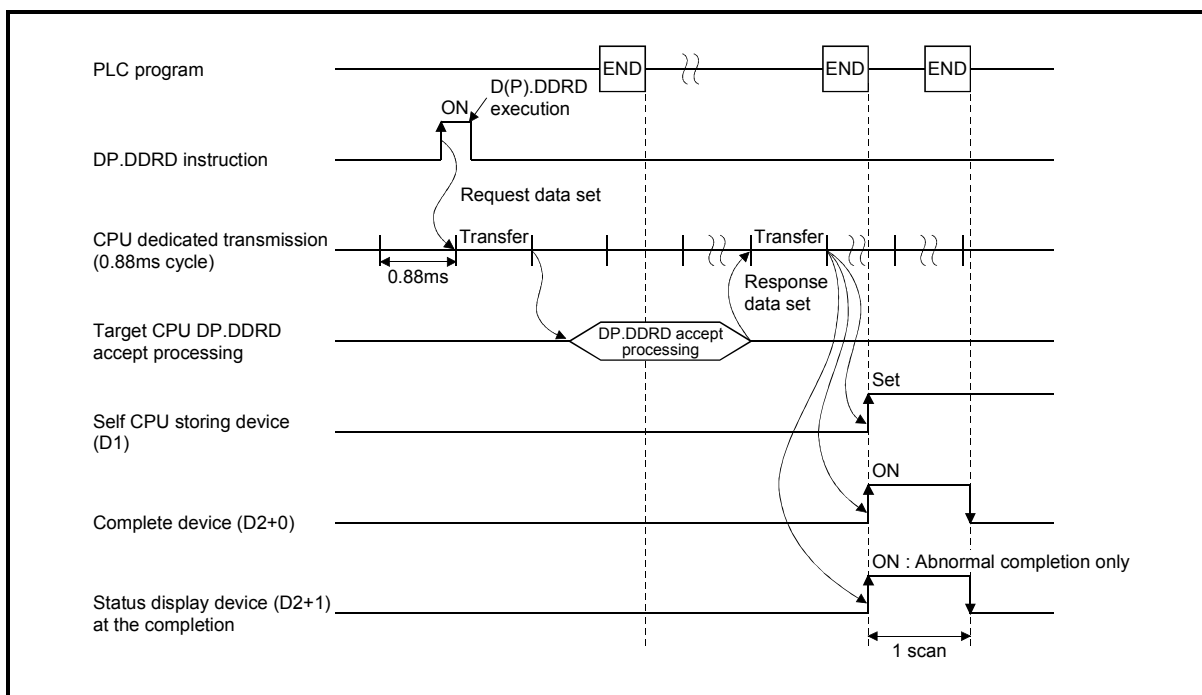 PLC program
END
END
END
ON
D(P).DDRD
execution
DP.DDRD instruction
Request data set
CPU dedicated transmission
(0.88ms cycle)
Transfer
Transfer
0.88ms
Response
data set
Target CPU DP.DDRD
accept processing
DP.DDRD accept
processing
Set
Self CPU storing device
(D1)
ON
Complete device (D2+0)
ON : Abnormal completion only
Status display device (D2+1)
at the completion
1 scan